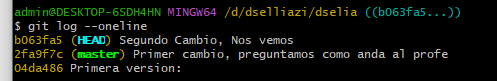 admin@DESKTOP-6SDH4HN MINGW64 /d/dselliazi/dselia ((b063fa5...))
$ git log --oneline
b063fa5 (HEAD) Segundo Cambio, Nos vemos
2fa9f7c (master) Primer cambio, preguntamos como anda al profe
04da486 Primera version: